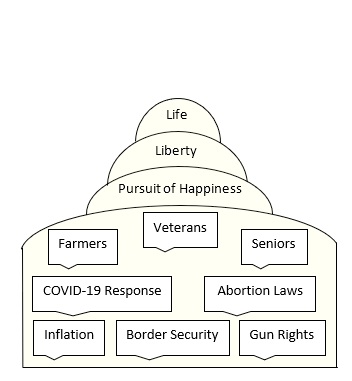 Life
Liberty
Pursuit of Happiness
Veterans
Farmers
Seniors
COVID-19 Response
Abortion Laws
Inflation
Border Security
Gun Rights